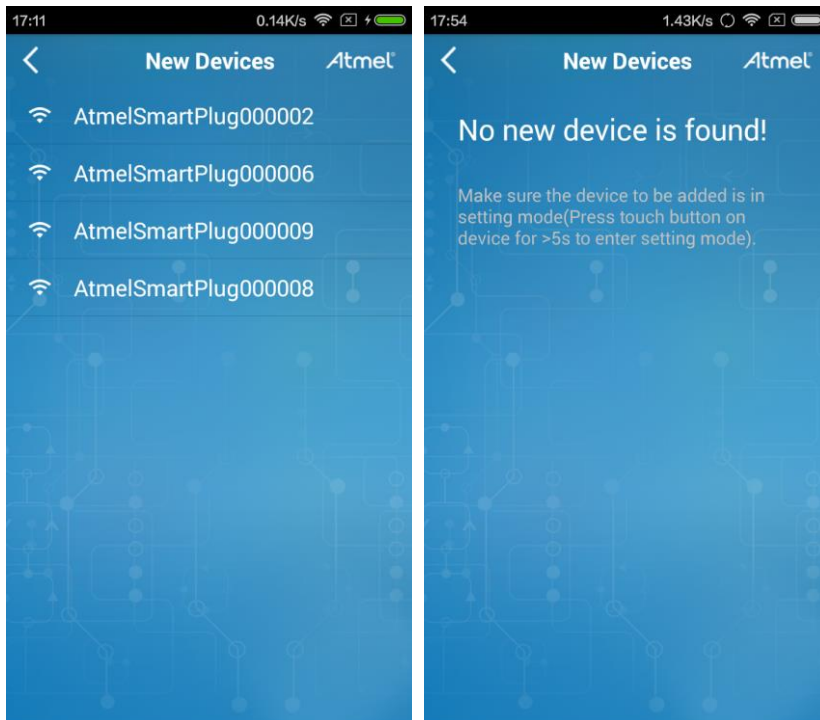 17:11 0.14K/s
New Devices Atmel
AtmelSmartPlug000002
AtmelSmartPlug000006
AtmelSmartPlug000009
AtmelSmartPlug000008
17:54 1.43K/s
New Devices Atmel
No new device is found!
Make sure the device to be added is in
setting mode(Press touch button on
device for >5s to enter setting mode).